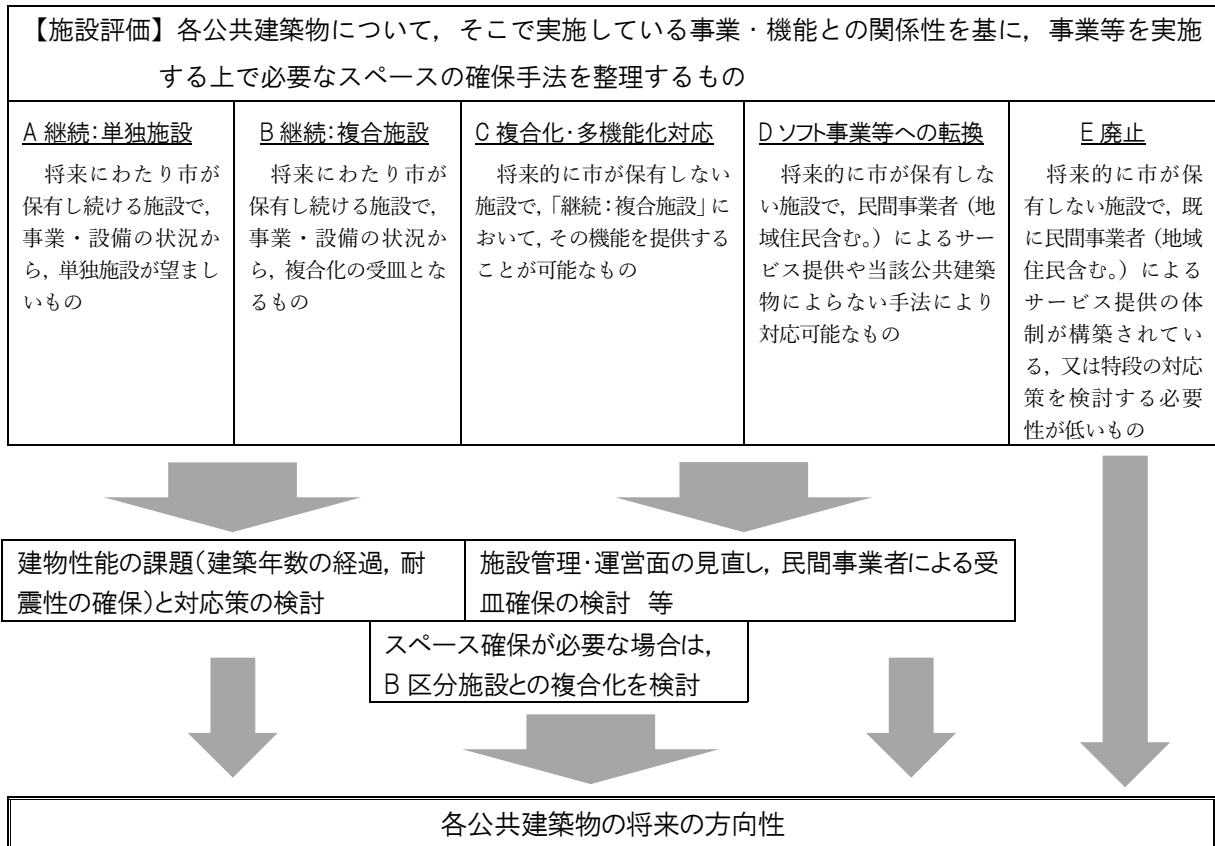 【施設評価】各公共建築物について，そこで実施している事業・機能との関係性を基に，事業等を実施
する上で必要なスペースの確保手法を整理するもの
A 継続：単独施設
将来にわたり市が
保有し続ける施設で，
事業・設備の状況か
ら，単独施設が望まし
いもの
B 継続：複合施設
将来にわたり市が
保有し続ける施設で，
事業・設備の状況か
ら，複合化の受皿とな
るもの
C 複合化・多機能化対応
将来的に市が保有しない
施設で，「継続：複合施設」に
おいて，その機能を提供する
ことが可能なもの
D ソフト事業等への転換
将来的に市が保有しな
い施設で，民間事業者（地
域住民含む。）によるサー
ビス提供や当該公共建築
物によらない手法により
対応可能なもの
E 廃止
将来的に市が保
有しない施設で，既
に民間事業者（地域
住民含む。）による
サービス提供の体
制が構築されてい
る，又は特段の対応
策を検討する必要
性が低いもの
建物性能の課題（建築年数の経過，耐
震性の確保）と対応策の検討
施設管理・運営面の見直し，民間事業者による受
皿確保の検討 等
スペース確保が必要な場合は，
B 区分施設との複合化を検討
各公共建築物の将来の方向性